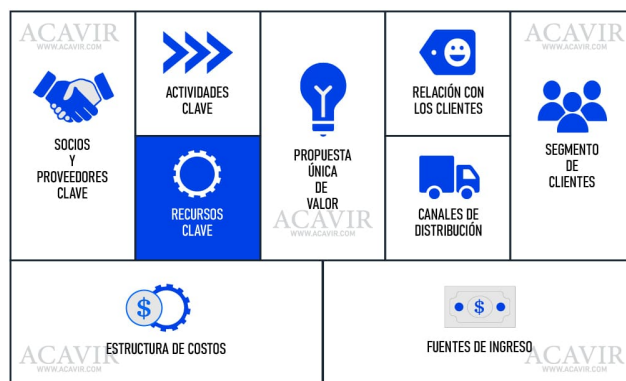 ACAVIR
WWW.ACAVIR.COM
SOCIOS
Y
PROVEEDORES
CLAVE
ACTIVIDADES
CLAVE
RECURSOS
CLAVE
PROPUESTA
ÚNICA
DE
VALOR
ACAVIR
WWW.ACAVIR.COM
RELACIÓN CON
LOS CLIENTES
CANALES DE
DISTRIBUCIÓN
ACAVIR
WWW.ACAVIR.COM
SEGMENTO
DE
CLIENTES
$
ESTRUCTURA DE COSTOS
ACAVIR
WWW.ACAVIR.COM
$
FUENTES DE INGRESO
ACAVIR
WWW.ACAVIR.COM